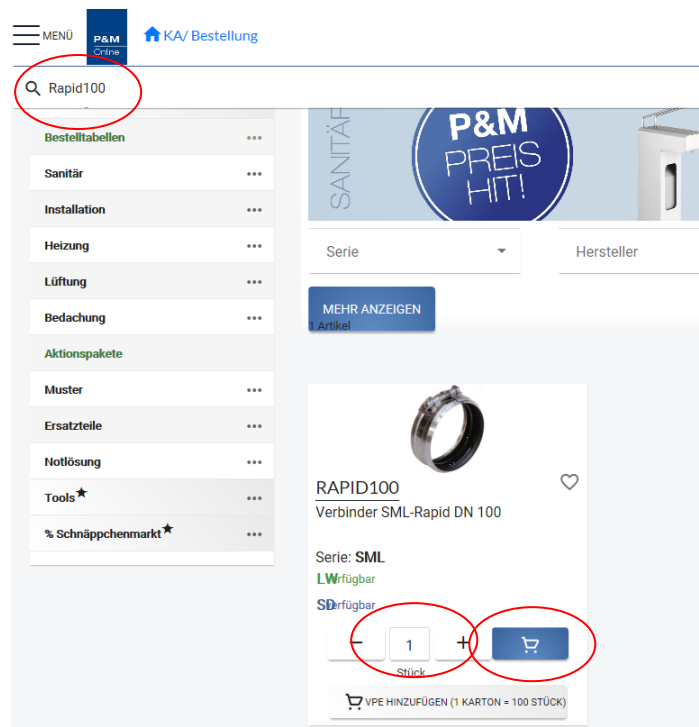 MENÜ
P&M
Online
KA/ Bestellung
Rapid100
Bestelltabellen
Sanitär
Installation
Heizung
Lüftung
Bedachung
Aktionspakete
Muster
Ersatzteile
Notlösung
Tools
% Schnäppchenmarkt
SANITÄR
P&M
PREIS
HIT!
Serie
Hersteller
MEHR ANZEIGEN
1 Artikel
RAPID100
Verbinder SML-Rapid DN 100
Serie: SML
LW
SD
− 1 +
Stück
VPE HINZUFÜGEN (1 KARTON = 100 STÜCK)